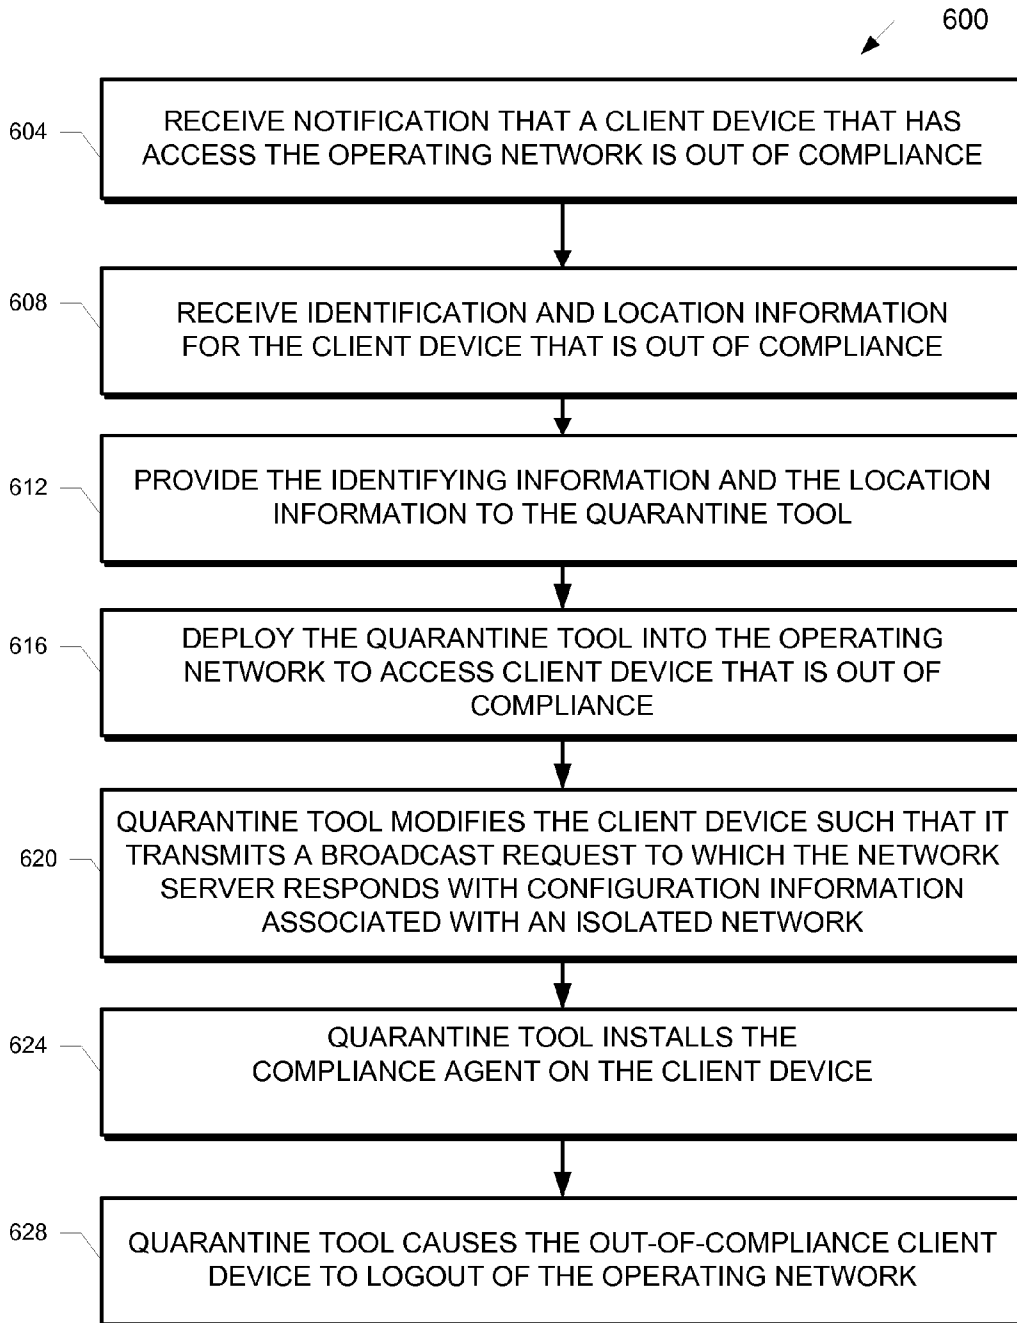 600
604
RECEIVE NOTIFICATION THAT A CLIENT DEVICE THAT HAS
ACCESS THE OPERATING NETWORK IS OUT OF COMPLIANCE
608
RECEIVE IDENTIFICATION AND LOCATION INFORMATION
FOR THE CLIENT DEVICE THAT IS OUT OF COMPLIANCE
612
PROVIDE THE IDENTIFYING INFORMATION AND THE LOCATION
INFORMATION TO THE QUARANTINE TOOL
616
DEPLOY THE QUARANTINE TOOL INTO THE OPERATING
NETWORK TO ACCESS CLIENT DEVICE THAT IS OUT OF
COMPLIANCE
620
QUARANTINE TOOL MODIFIES THE CLIENT DEVICE SUCH THAT IT
TRANSMITS A BROADCAST REQUEST TO WHICH THE NETWORK
SERVER RESPONDS WITH CONFIGURATION INFORMATION
ASSOCIATED WITH AN ISOLATED NETWORK
624
QUARANTINE TOOL INSTALLS THE
COMPLIANCE AGENT ON THE CLIENT DEVICE
628
QUARANTINE TOOL CAUSES THE OUT-OF-COMPLIANCE CLIENT
DEVICE TO LOGOUT OF THE OPERATING NETWORK